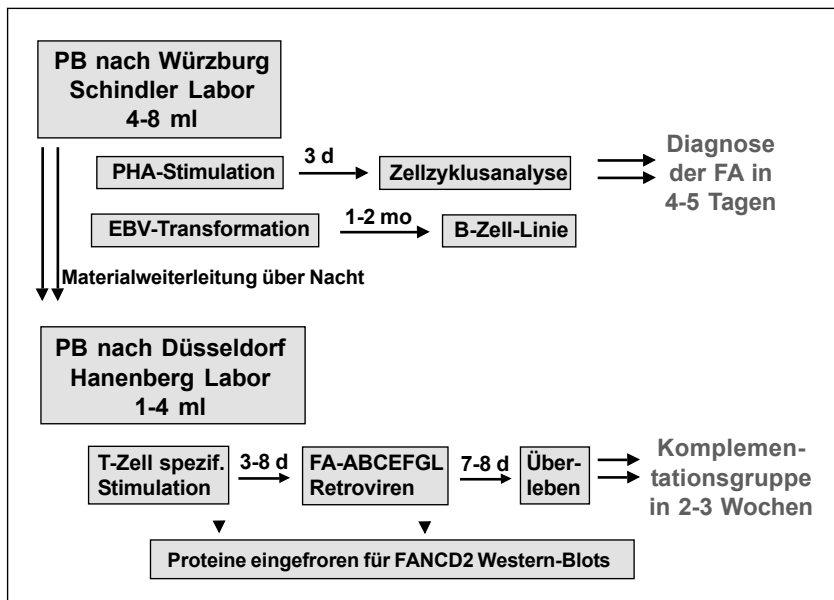 PB nach Würzburg
Schindler Labor
4-8 ml
PHA-Stimulation
3 d
Zellzyklusanalyse
Diagnose
der FA in
4-5 Tagen
EBV-Transformation
1-2 mo
B-Zell-Linie
Materialweiterleitung über Nacht
PB nach Düsseldorf
Hanenberg Labor
1-4 ml
T-Zell spezif.
Stimulation
3-8 d
FA-ABCEFGL
Retroviren
7-8 d
Über-
leben
Komplemen-
tationsgruppe
in 2-3 Wochen
Proteine eingefroren für FANCD2 Western-Blots